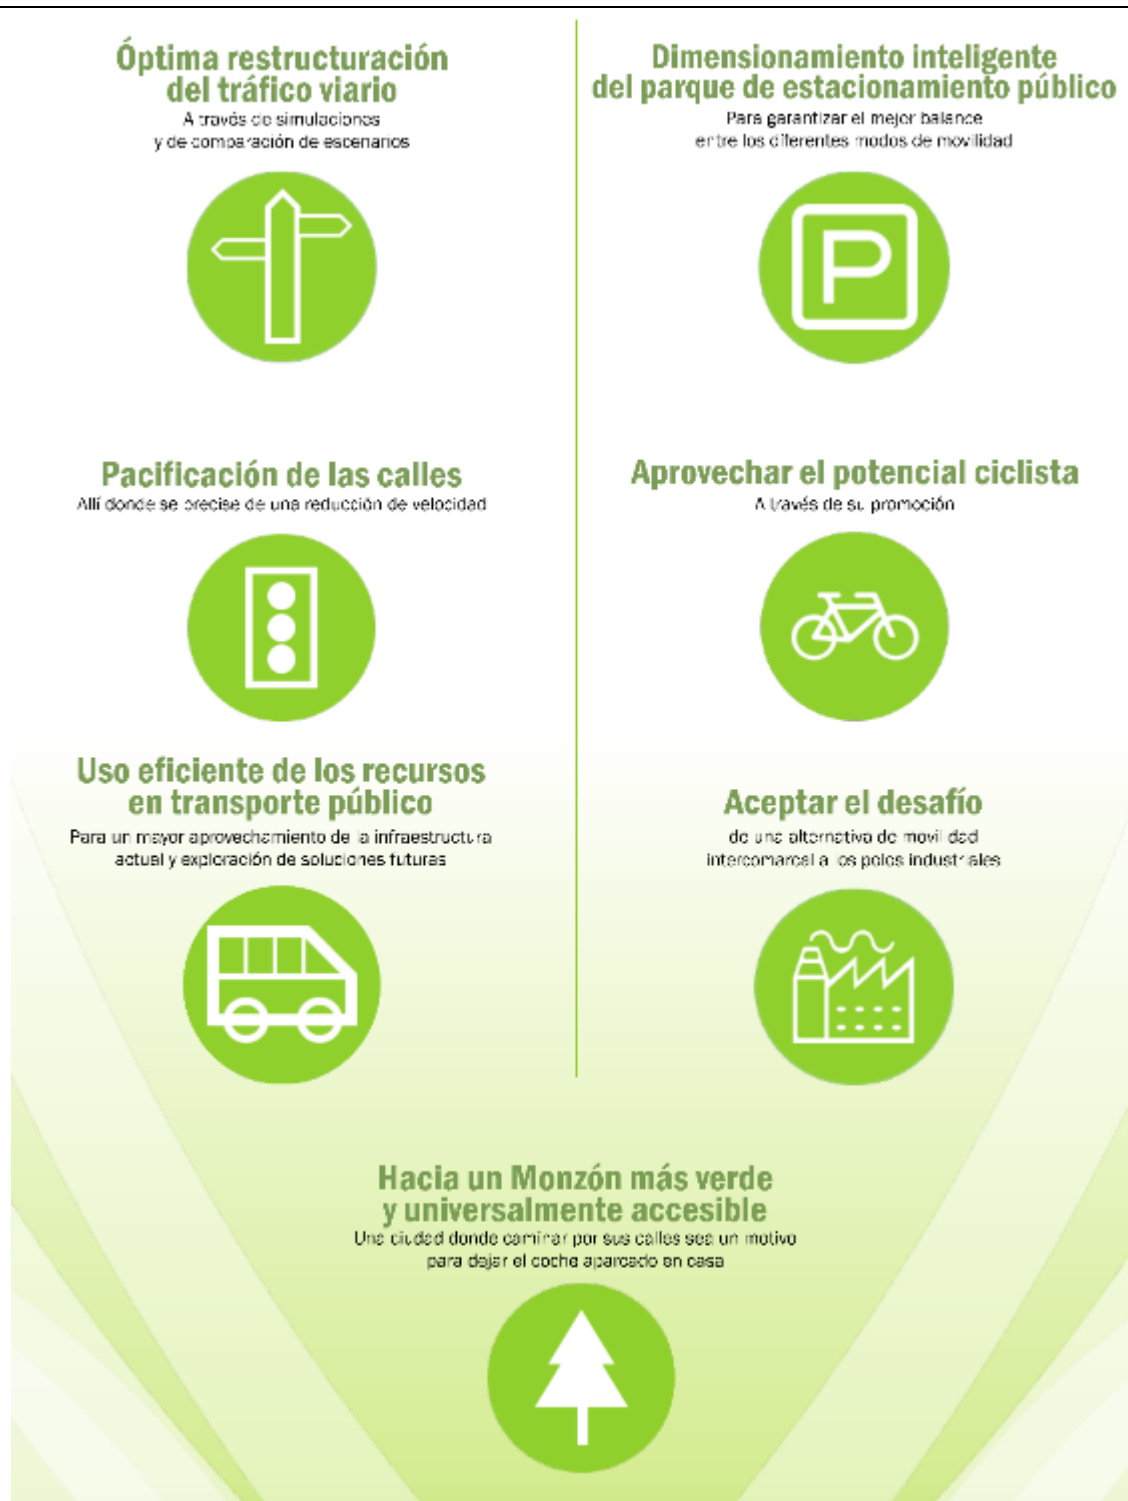 Óptima restructuración
del tráfico viario
A través de simulaciones
y de comparación de escenarios
Dimensionamiento inteligente
del parque de estacionamiento público
Para garantizar el mejor balance
entre los diferentes modos de movilidad
P
Pacificación de las calles
Allí donde se precise de una reducción de velocidad
Aprovechar el potencial ciclista
A través de su promoción
Uso eficiente de los recursos
en transporte público
Para un mayor aprovechamiento de la infraestructura
actual y exploración de soluciones futuras
Aceptar el desafío
de una alternativa de movilidad
intercomarcal a los polos industriales
Hacia un Monzón más verde
y universalmente accesible
Una ciudad donde caminar por sus calles sea un motivo
para dejar el coche aparcado en casa